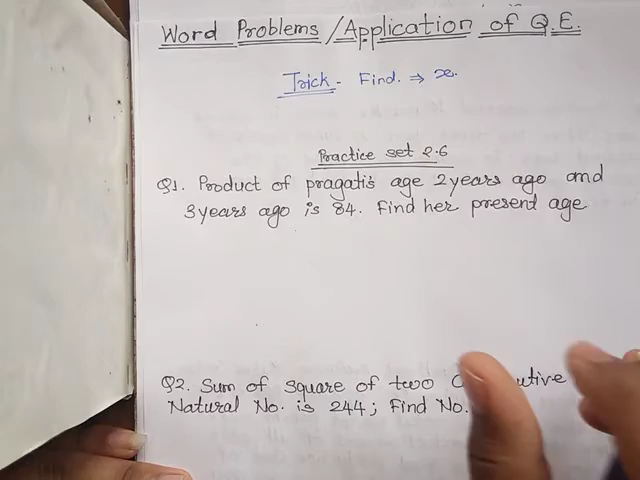 Word Problems / Application of Q.E.
Trick - Find. ⇒ x.
Practice set 2.6
Q1. Product of pragatis age 2years ago and
3years ago is 84. Find her present age
Q2. Sum of square of two
Natural No. is 244; Find No.